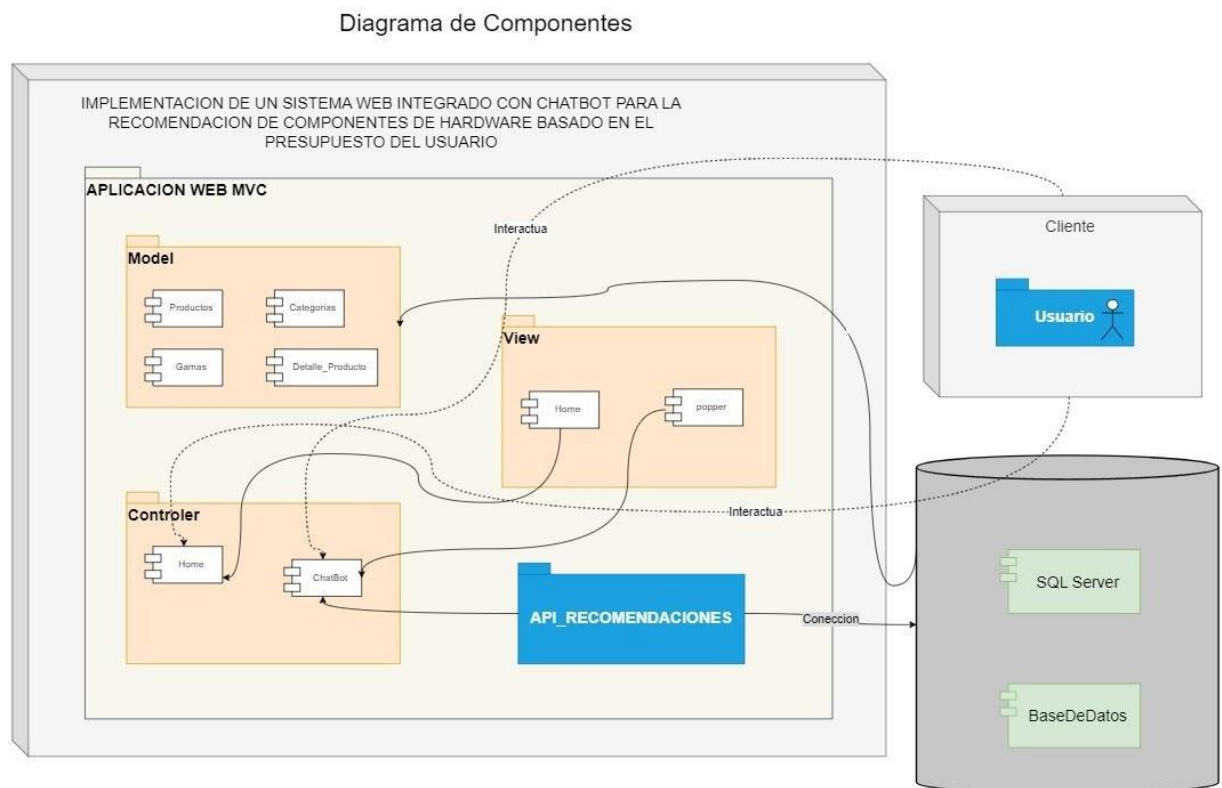 Diagrama de Componentes
IMPLEMENTACION DE UN SISTEMA WEB INTEGRADO CON CHATBOT PARA LA
RECOMENDACION DE COMPONENTES DE HARDWARE BASADO EN EL
PRESUPUESTO DEL USUARIO
APLICACION WEB MVC
Model
Productos
Categorias
Gamas
Detalle_Producto
Interactua
View
Home
popper
Controler
Home
ChatBot
Interactua
API_RECOMENDACIONES
Coneccion
Cliente
Usuario
SQL Server
BaseDeDatos